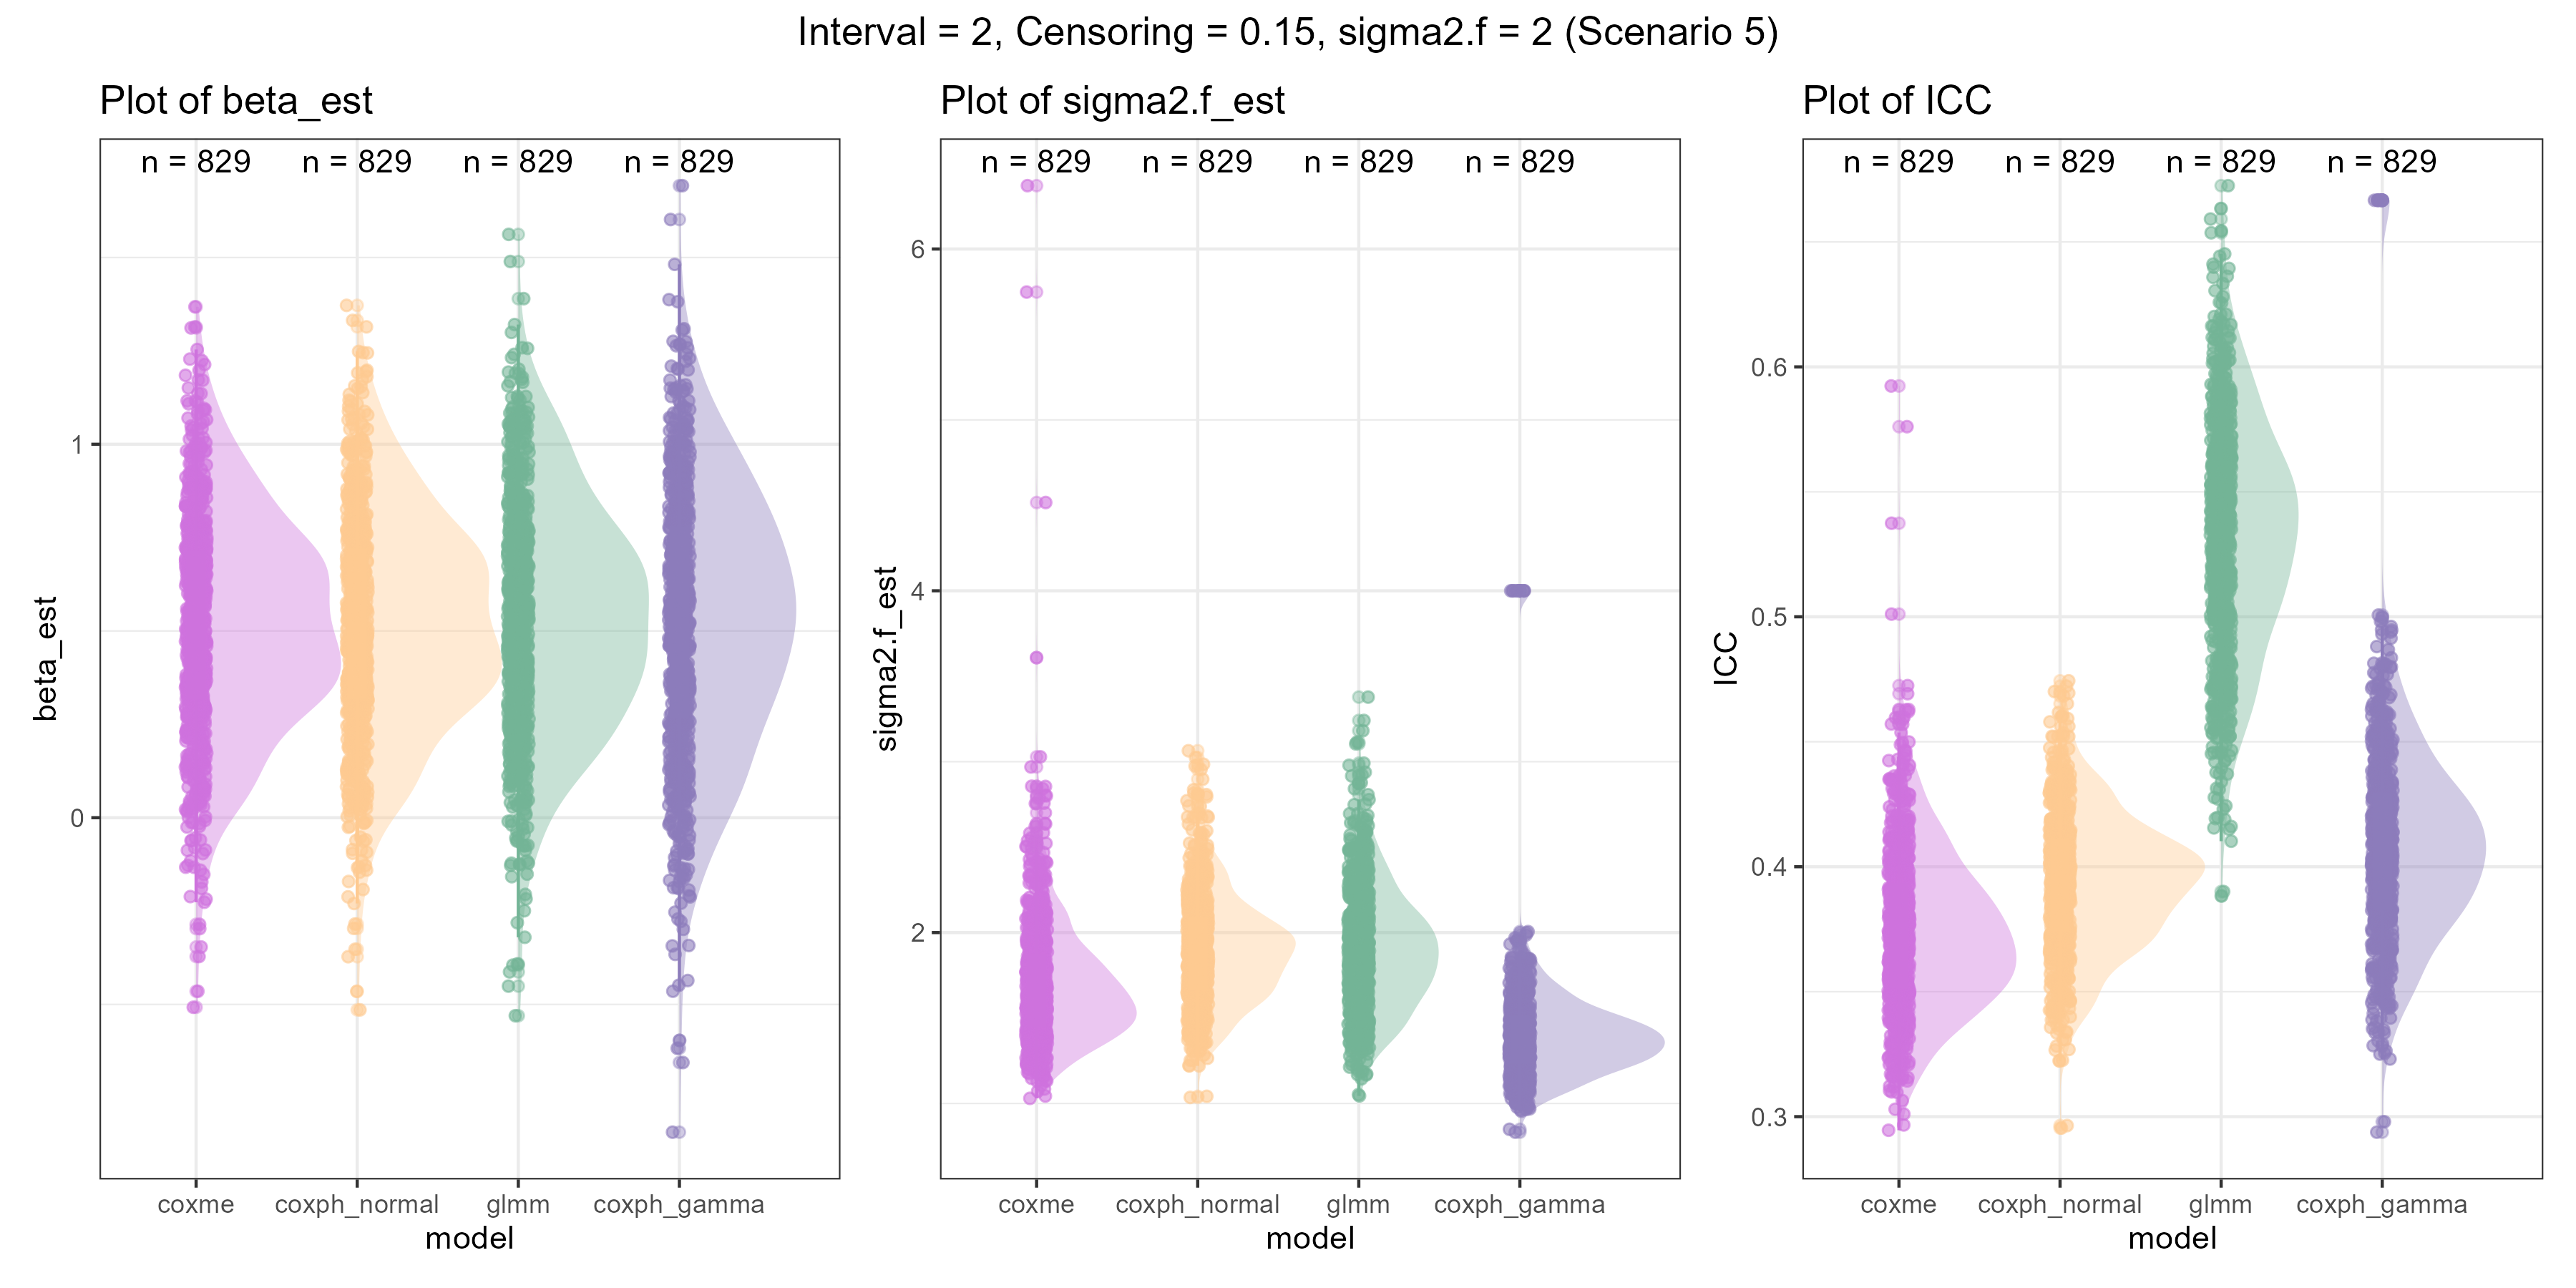 Interval = 2, Censoring = 0.15, sigma2.f = 2 (Scenario 5)
Plot of beta_est
n = 829 n = 829 n = 829 n = 829
1
0
beta_est
coxme coxph_normal glmm coxph_gamma
model
Plot of sigma2.f_est
n = 829 n = 829 n = 829 n = 829
6
4
2
sigma2.f_est
coxme coxph_normal glmm coxph_gamma
model
Plot of ICC
n = 829 n = 829 n = 829 n = 829
0.6
0.5
0.4
0.3
ICC
coxme coxph_normal glmm coxph_gamma
model